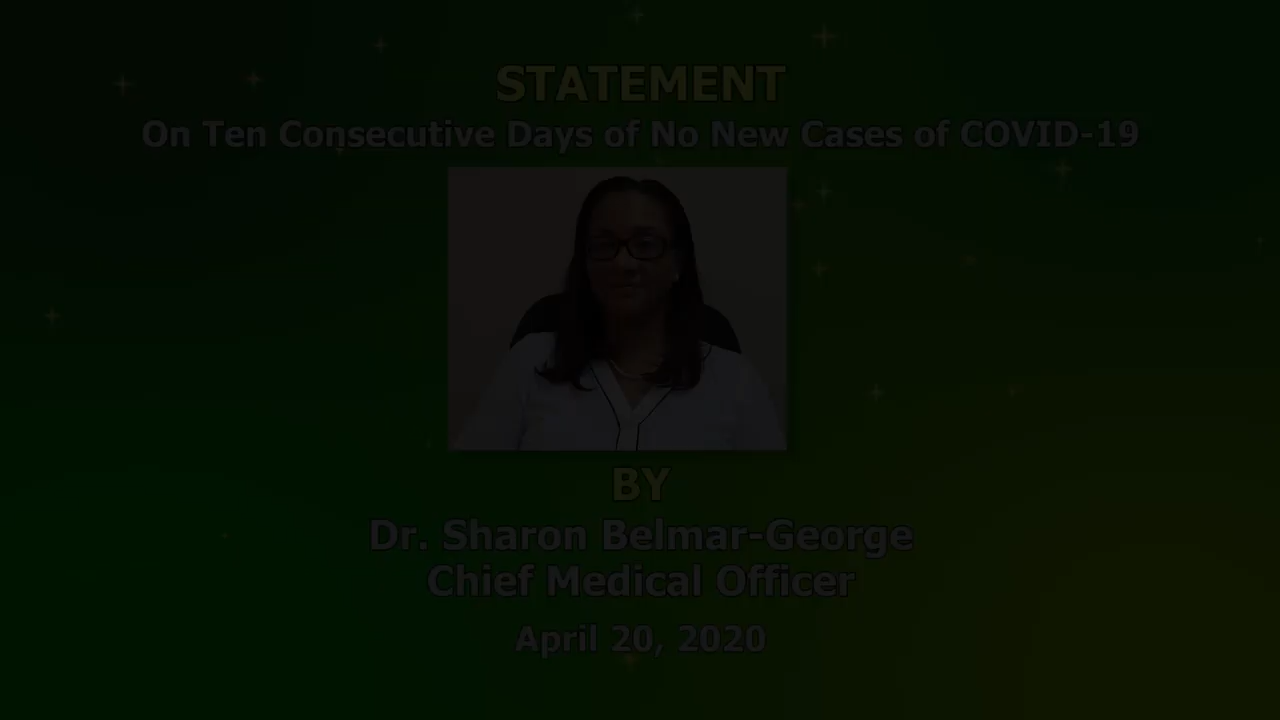 STATEMENT
On Ten Consecutive Days of No New Cases of COVID-19
BY
Dr. Sharon Belmar-George
Chief Medical Officer
April 20, 2020